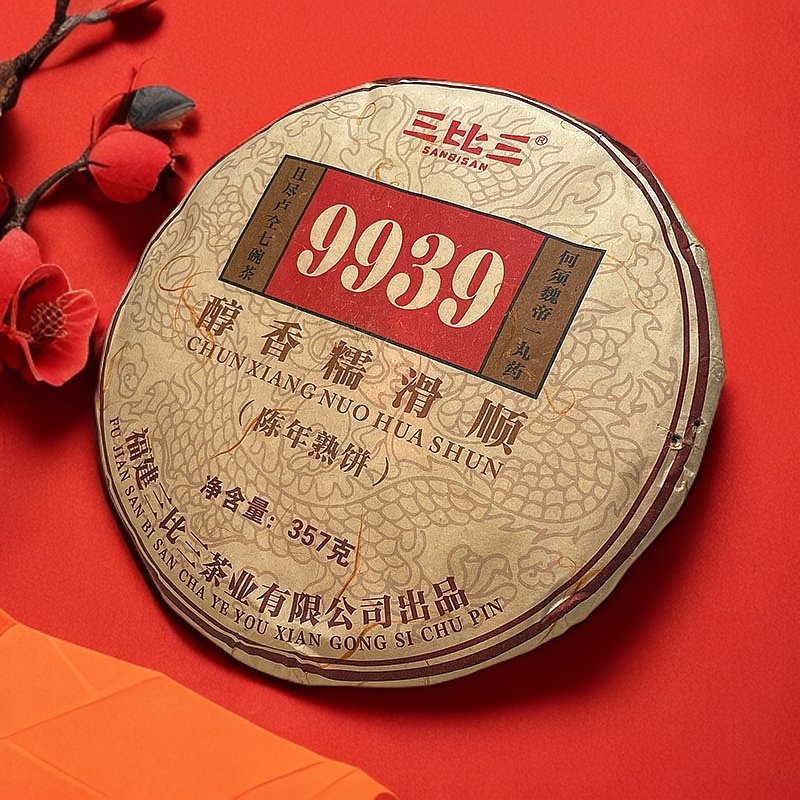 三比三®
SANBISAN
且尽卢仝七碗茶
9939
何须魏帝一丸药
醇香糯滑顺
CHUN XIANG NUO HUA SHUN
(陈年熟饼)
净含量：357克
福建三比三茶业有限公司出品
FU JIAN SAN BI SAN CHA YE YOU XIAN GONG SI CHU PIN